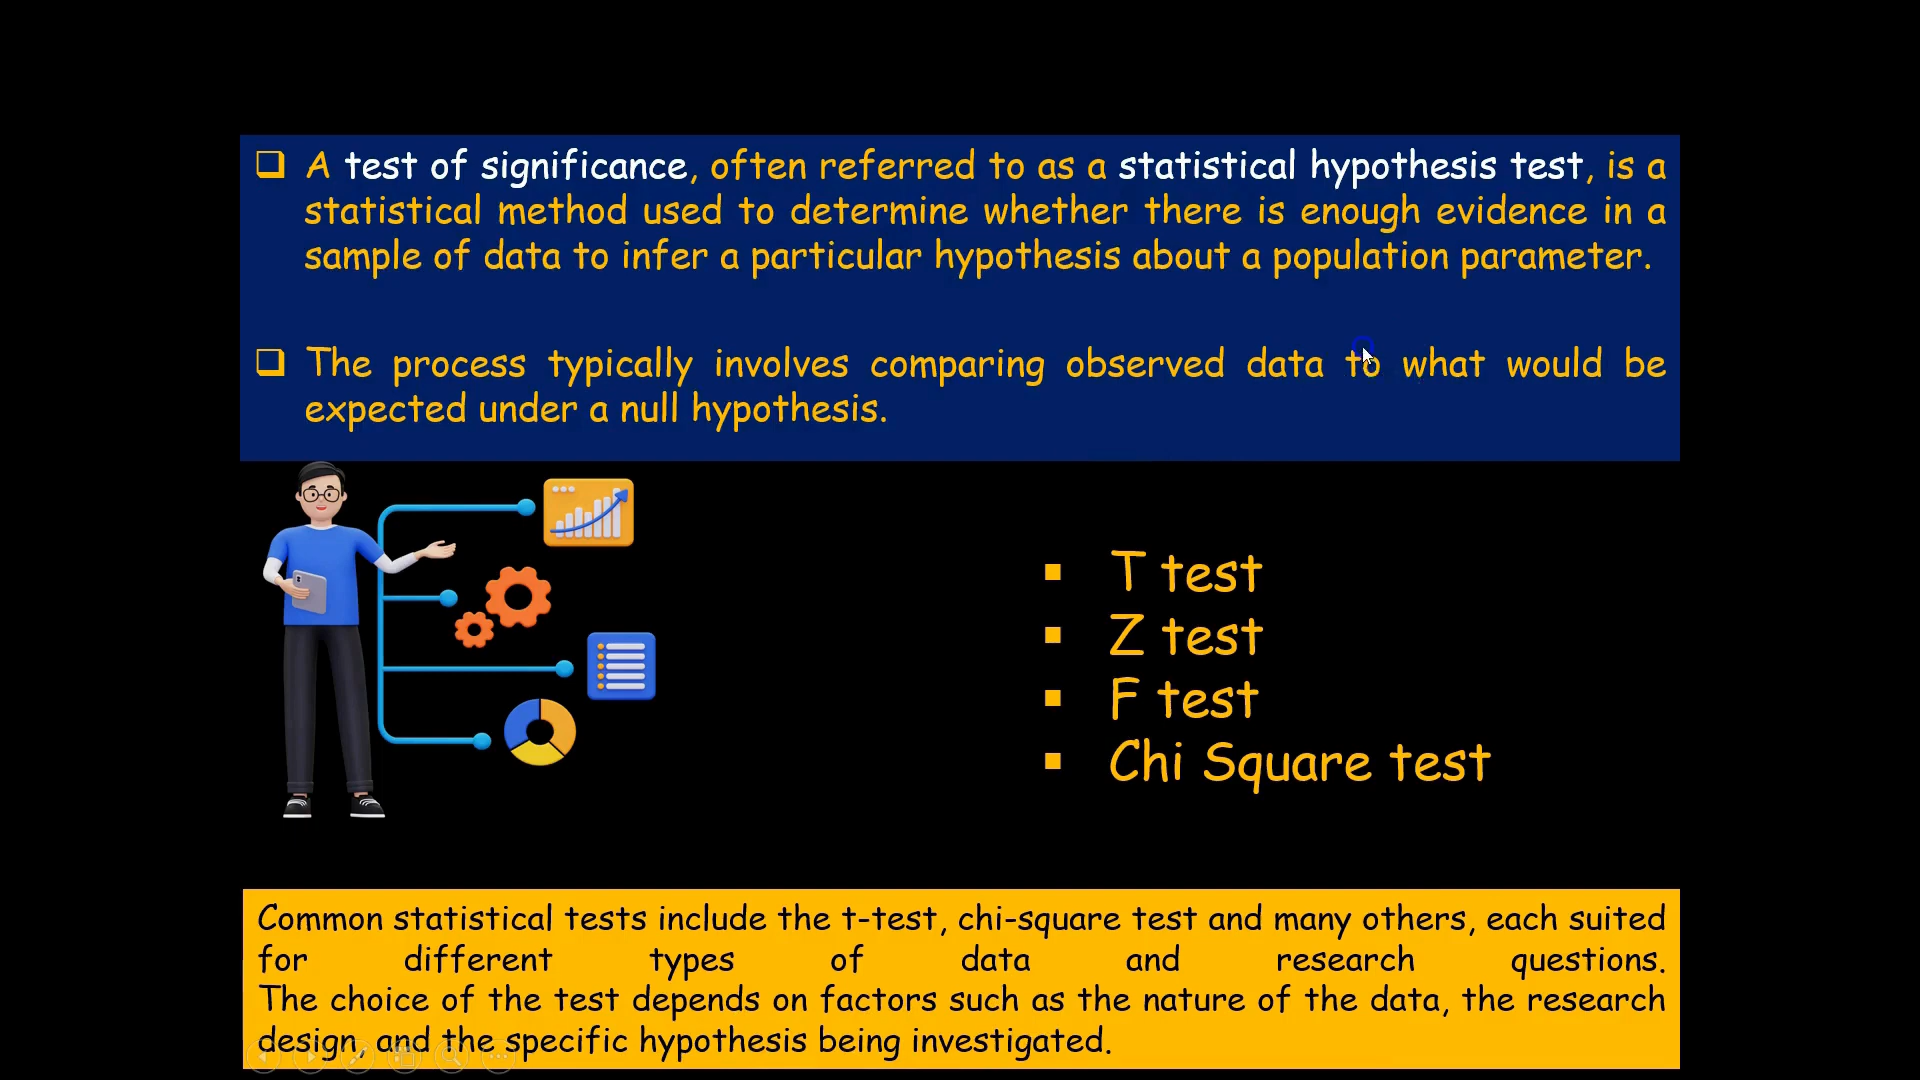 ❑ A test of significance, often referred to as a statistical hypothesis test, is a
statistical method used to determine whether there is enough evidence in a
sample of data to infer a particular hypothesis about a population parameter.
❑ The process typically involves comparing observed data to what would be
expected under a null hypothesis.
▪ T test
▪ Z test
▪ F test
▪ Chi Square test
Common statistical tests include the t-test, chi-square test and many others, each suited
for different types of data and research questions.
The choice of the test depends on factors such as the nature of the data, the research
design, and the specific hypothesis being investigated.